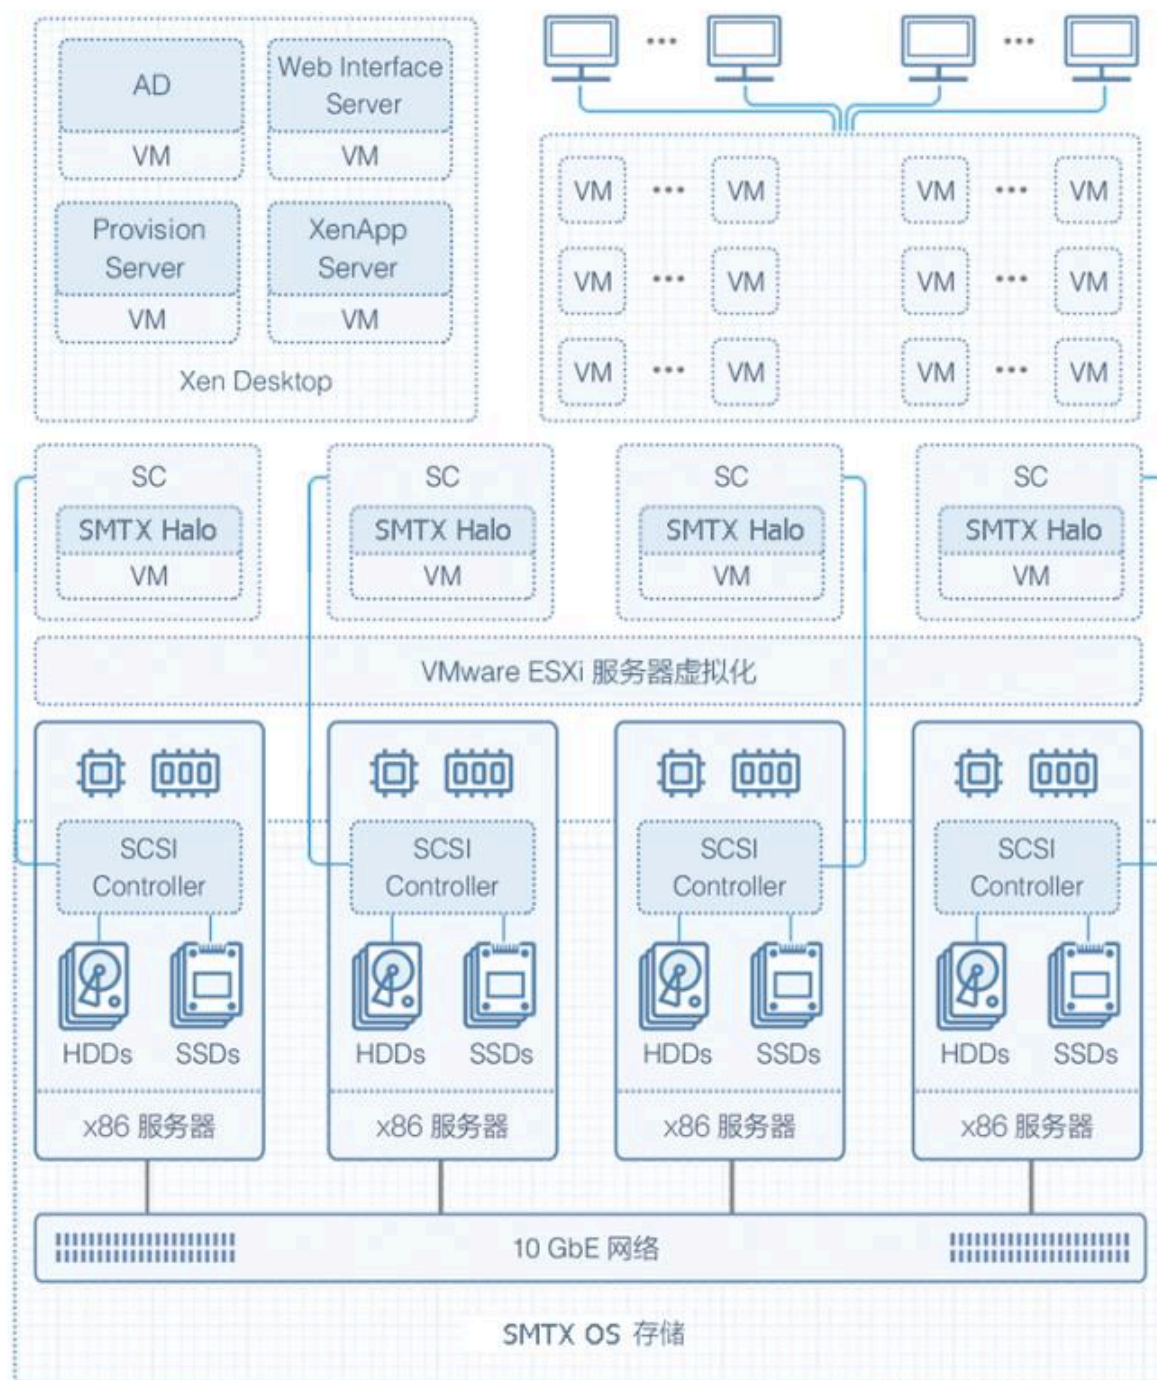 AD
VM
Web Interface
Server
VM
Provision
Server
VM
XenApp
Server
VM
Xen Desktop
VM ••• VM VM ••• VM
VM ••• VM VM ••• VM
VM ••• VM VM ••• VM
SC
SMTX Halo
VM
SC
SMTX Halo
VM
SC
SMTX Halo
VM
SC
SMTX Halo
VM
VMware ESXi 服务器虚拟化
SCSI
Controller
HDDs SSDs
x86 服务器
SCSI
Controller
HDDs SSDs
x86 服务器
SCSI
Controller
HDDs SSDs
x86 服务器
SCSI
Controller
HDDs SSDs
x86 服务器
10 GbE 网络
SMTX OS 存储